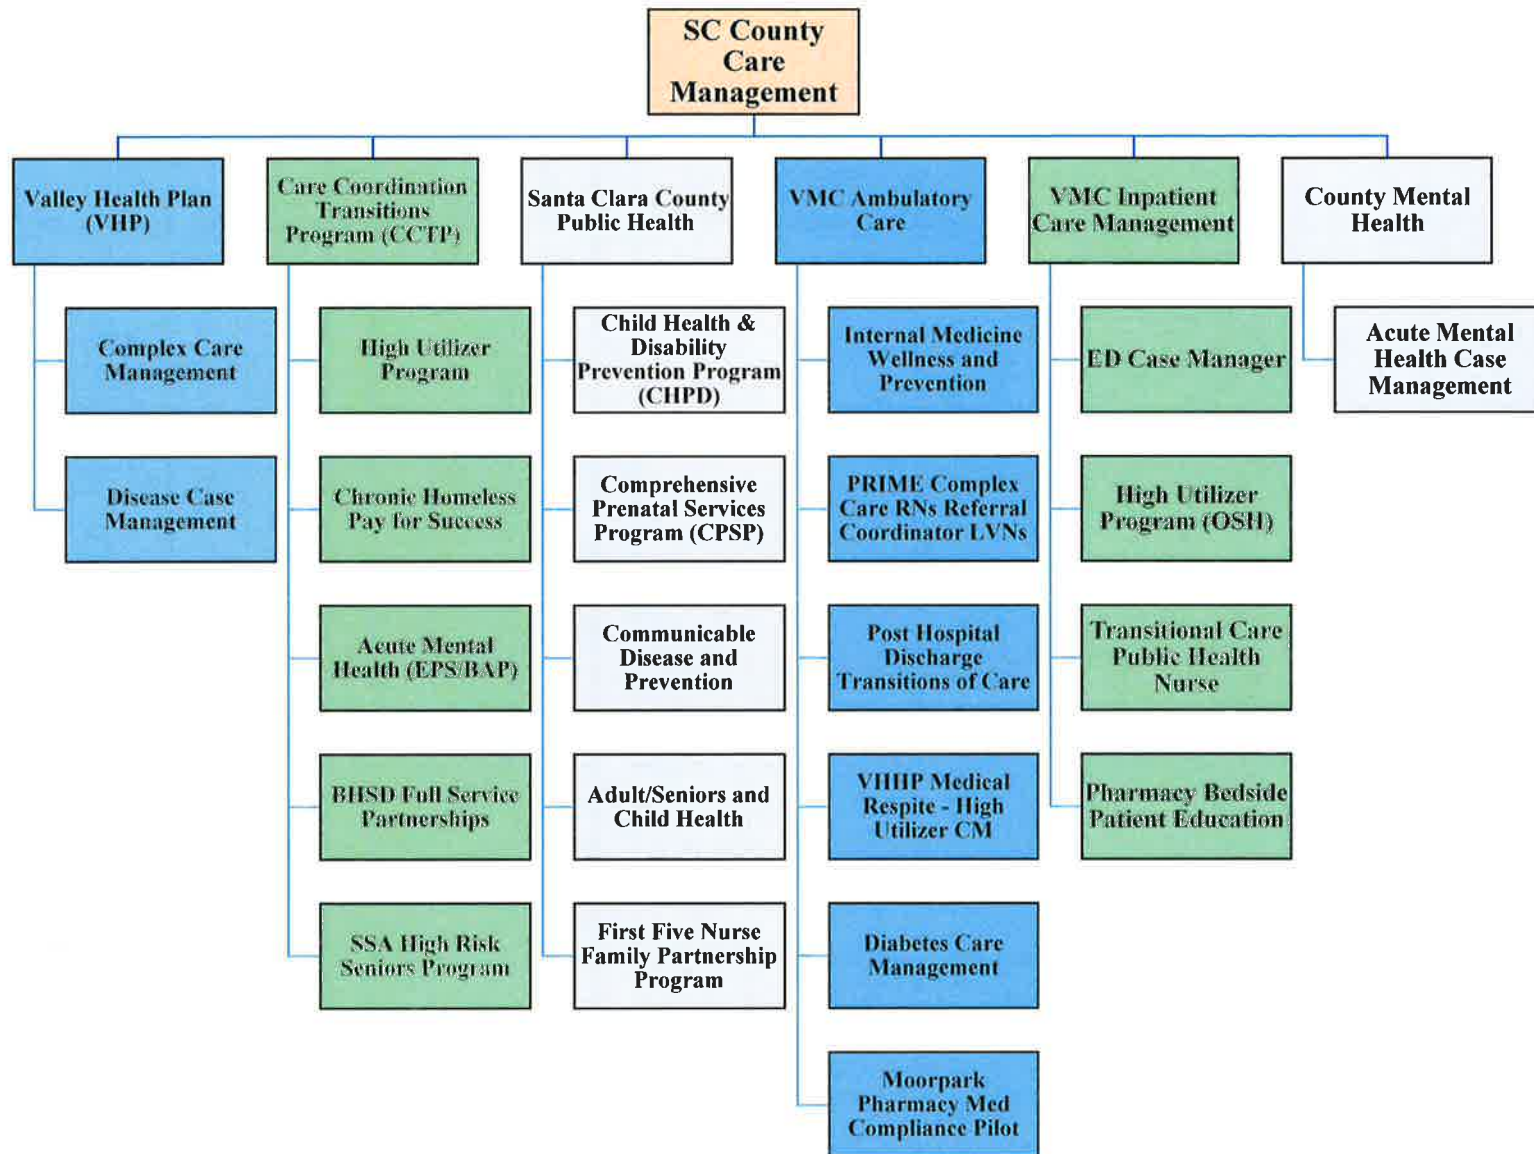 SC County
Care
Management
Valley Health Plan
(VHP)
Care Coordination
Transitions
Program (CCTP)
Santa Clara County
Public Health
VMC Ambulatory
Care
VMC Inpatient
Care Management
County Mental
Health
Complex Care
Management
Disease Case
Management
High Utilizer
Program
Chronic Homeless
Pay for Success
Acute Mental
Health (EPS/BAP)
BHSD Full Service
Partnerships
SSA High Risk
Seniors Program
Child Health &
Disability
Prevention Program
(CHPD)
Comprehensive
Prenatal Services
Program (CPSP)
Communicable
Disease and
Prevention
Adult/Seniors and
Child Health
First Five Nurse
Family Partnership
Program
Internal Medicine
Wellness and
Prevention
PRIME Complex
Care RNs Referral
Coordinator LVNs
Post Hospital
Discharge
Transitions of Care
VHHP Medical
Respite - High
Utilizer CM
Diabetes Care
Management
Moorpark
Pharmacy Med
Compliance Pilot
ED Case Manager
High Utilizer
Program (OSH)
Transitional Care
Public Health
Nurse
Pharmacy Bedside
Patient Education
Acute Mental
Health Case
Management